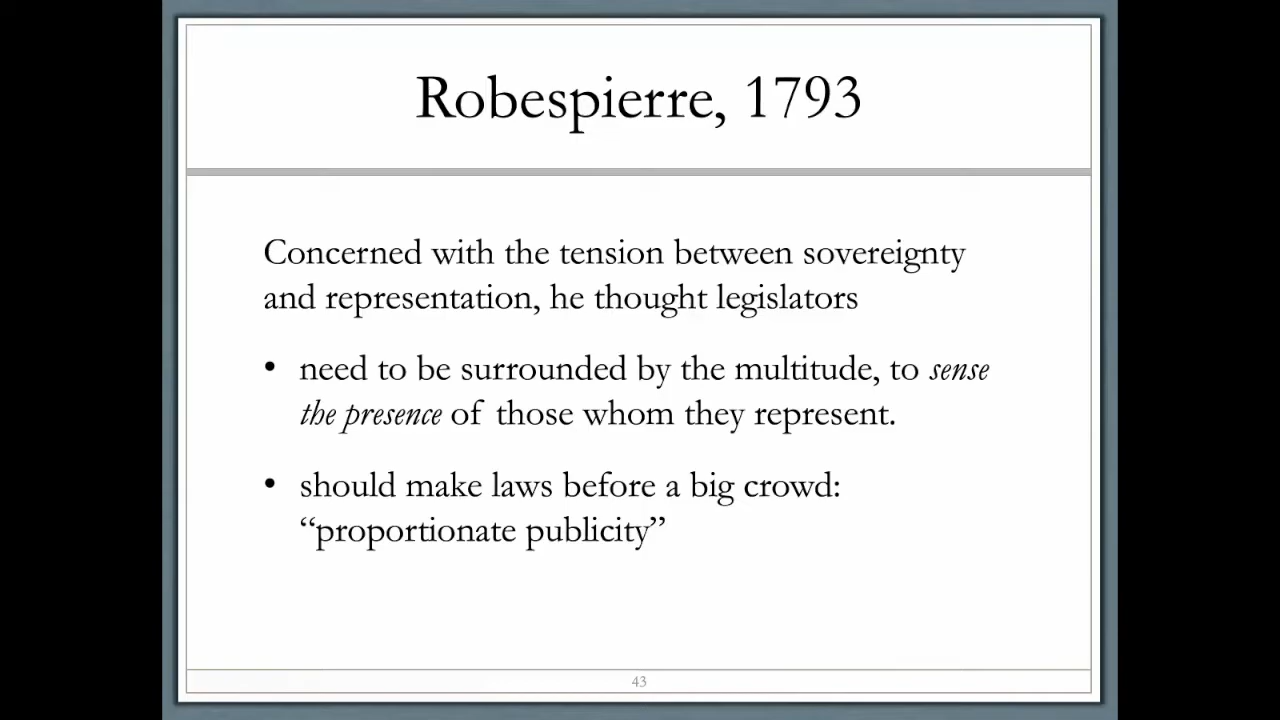 Robespierre, 1793
Concerned with the tension between sovereignty
and representation, he thought legislators
• need to be surrounded by the multitude, to sense
the presence of those whom they represent.
• should make laws before a big crowd:
“proportionate publicity”
43